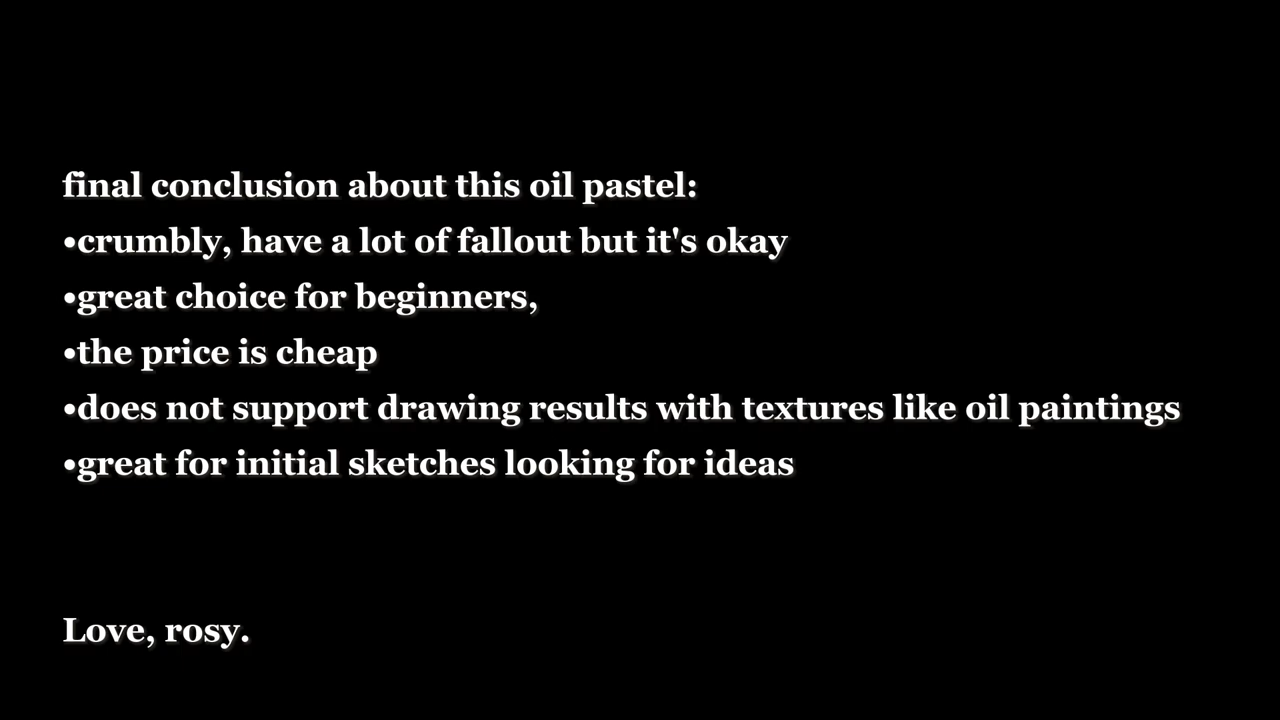 final conclusion about this oil pastel:
•crumbly, have a lot of fallout but it's okay
•great choice for beginners,
•the price is cheap
•does not support drawing results with textures like oil paintings
•great for initial sketches looking for ideas
Love, rosy.